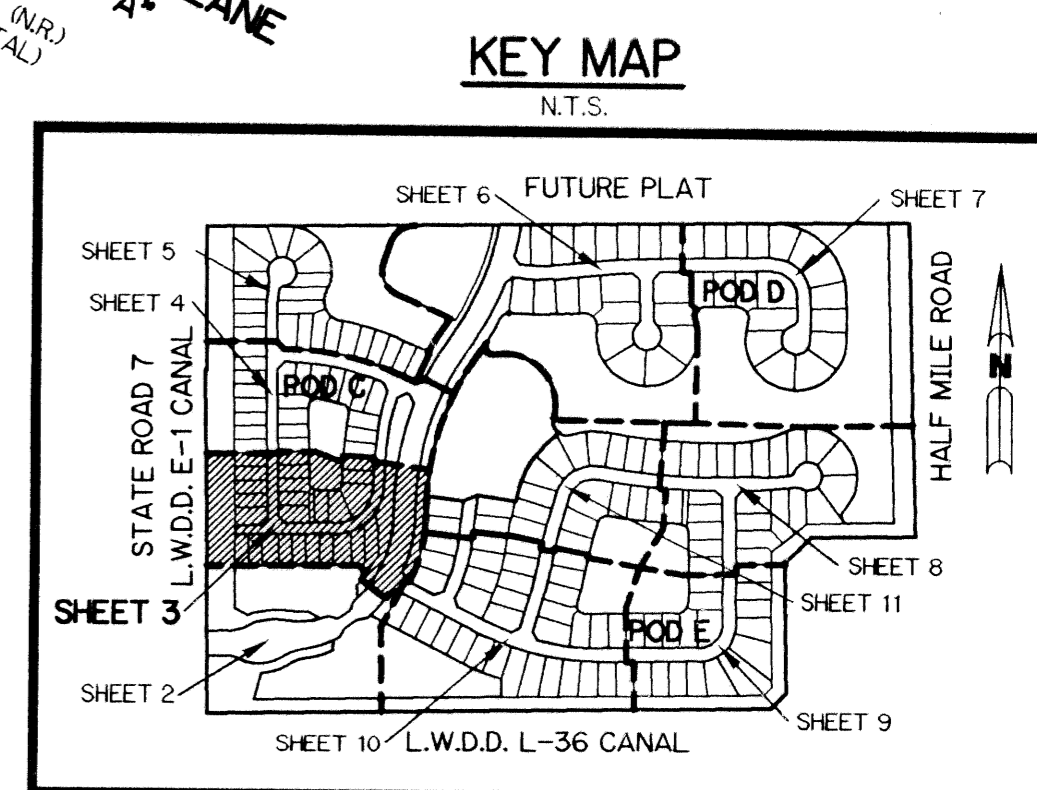 (N.R.)
LANE
KEY MAP
N.T.S.
FUTURE PLAT
SHEET 6
SHEET 7
SHEET 5
SHEET 4
POD D
POD C
STATE ROAD 7
L.W.D.D. E-1 CANAL
HALF MILE ROAD
N
SHEET 3
SHEET 8
SHEET 11
POD E
SHEET 2
SHEET 9
SHEET 10
L.W.D.D. L-36 CANAL